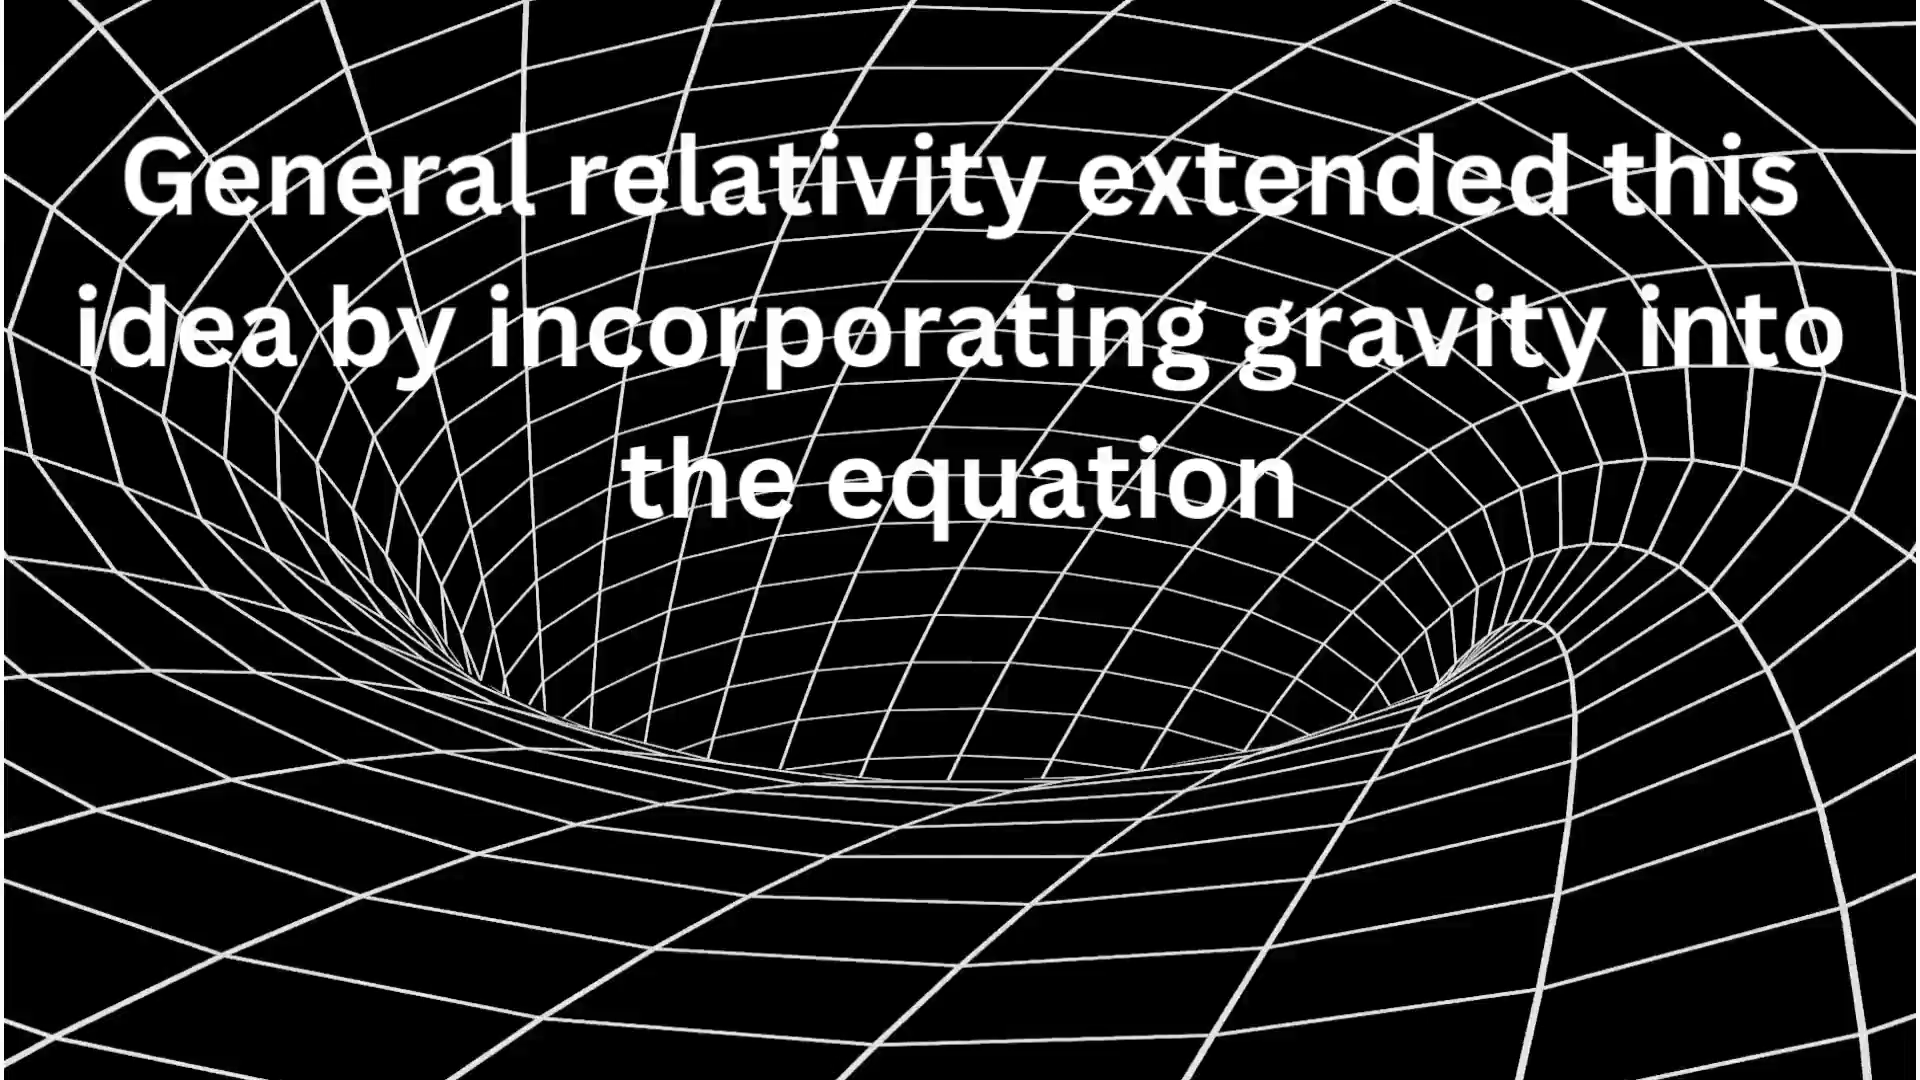 General relativity extended this
idea by incorporating gravity into
the equation